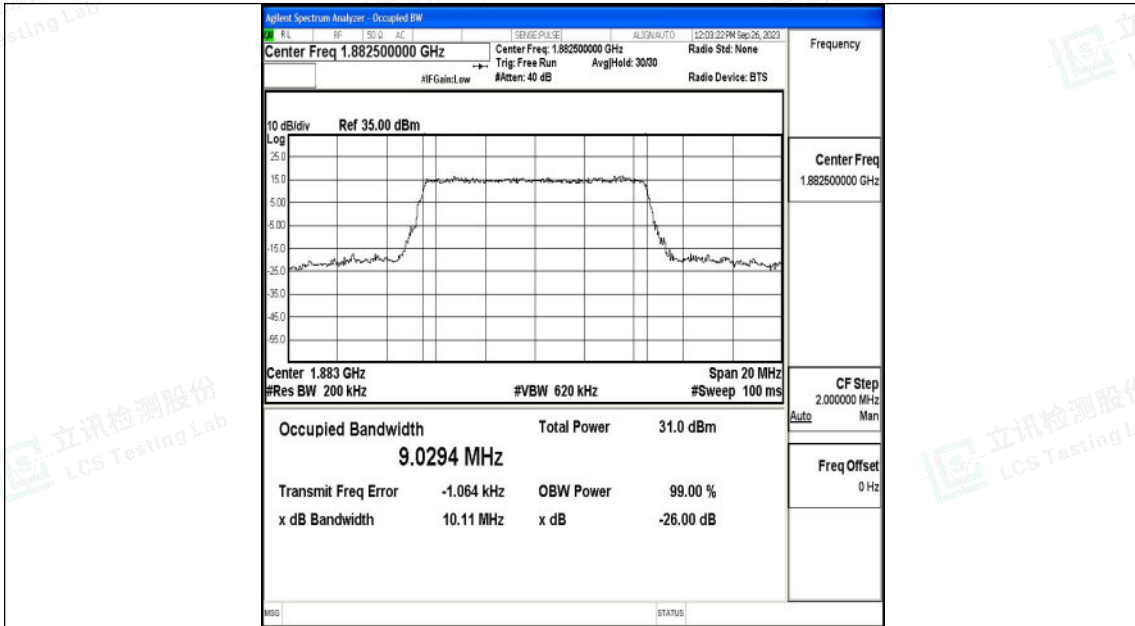 Agilent Spectrum Analyzer - Occupied BW
RL RF 50 Ω AC SENSE:PULSE ALIGNAUTO 12:03:22 PM Sep 26, 2023
Center Freq 1.882500000 GHz
Center Freq: 1.882500000 GHz
Radio Std: None
Trig: Free Run Avg|Hold: 30/30
#IFGain:Low
#Atten: 40 dB
Radio Device: BTS
10 dB/div Ref 35.00 dBm
Log
25.0
15.0
5.00
-5.00
-15.0
-25.0
-35.0
-45.0
-55.0
Center 1.883 GHz Span 20 MHz
#Res BW 200 kHz #VBW 620 kHz #Sweep 100 ms
Occupied Bandwidth Total Power 31.0 dBm
9.0294 MHz
Transmit Freq Error -1.064 kHz OBW Power 99.00 %
x dB Bandwidth 10.11 MHz x dB -26.00 dB
MSG STATUS
Frequency
Center Freq
1.882500000 GHz
CF Step
2.000000 MHz
Auto Man
Freq Offset
0 Hz
sting Lab
立讯检测股份
LCS Testing Lab
立讯检测股份
LCS Testing L